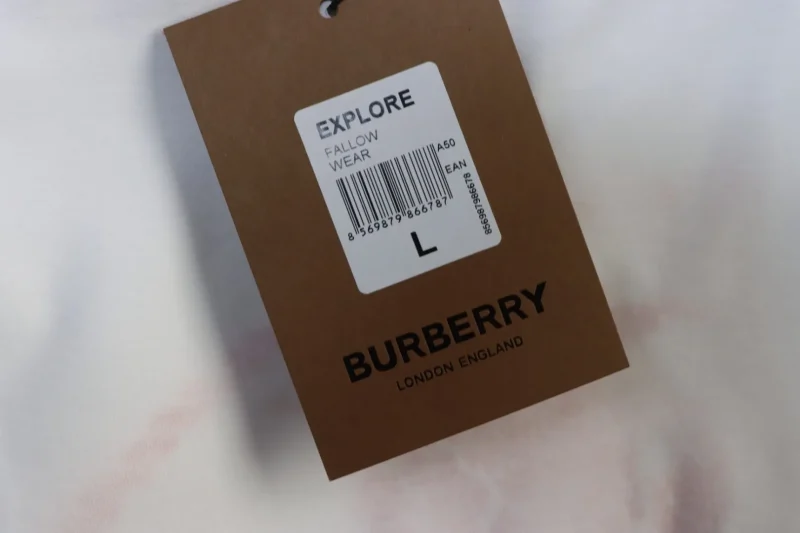 EXPLORE
FALLOW
WEAR
A50
EAN
8 569879 866787
L
BURBERRY
LONDON ENGLAND